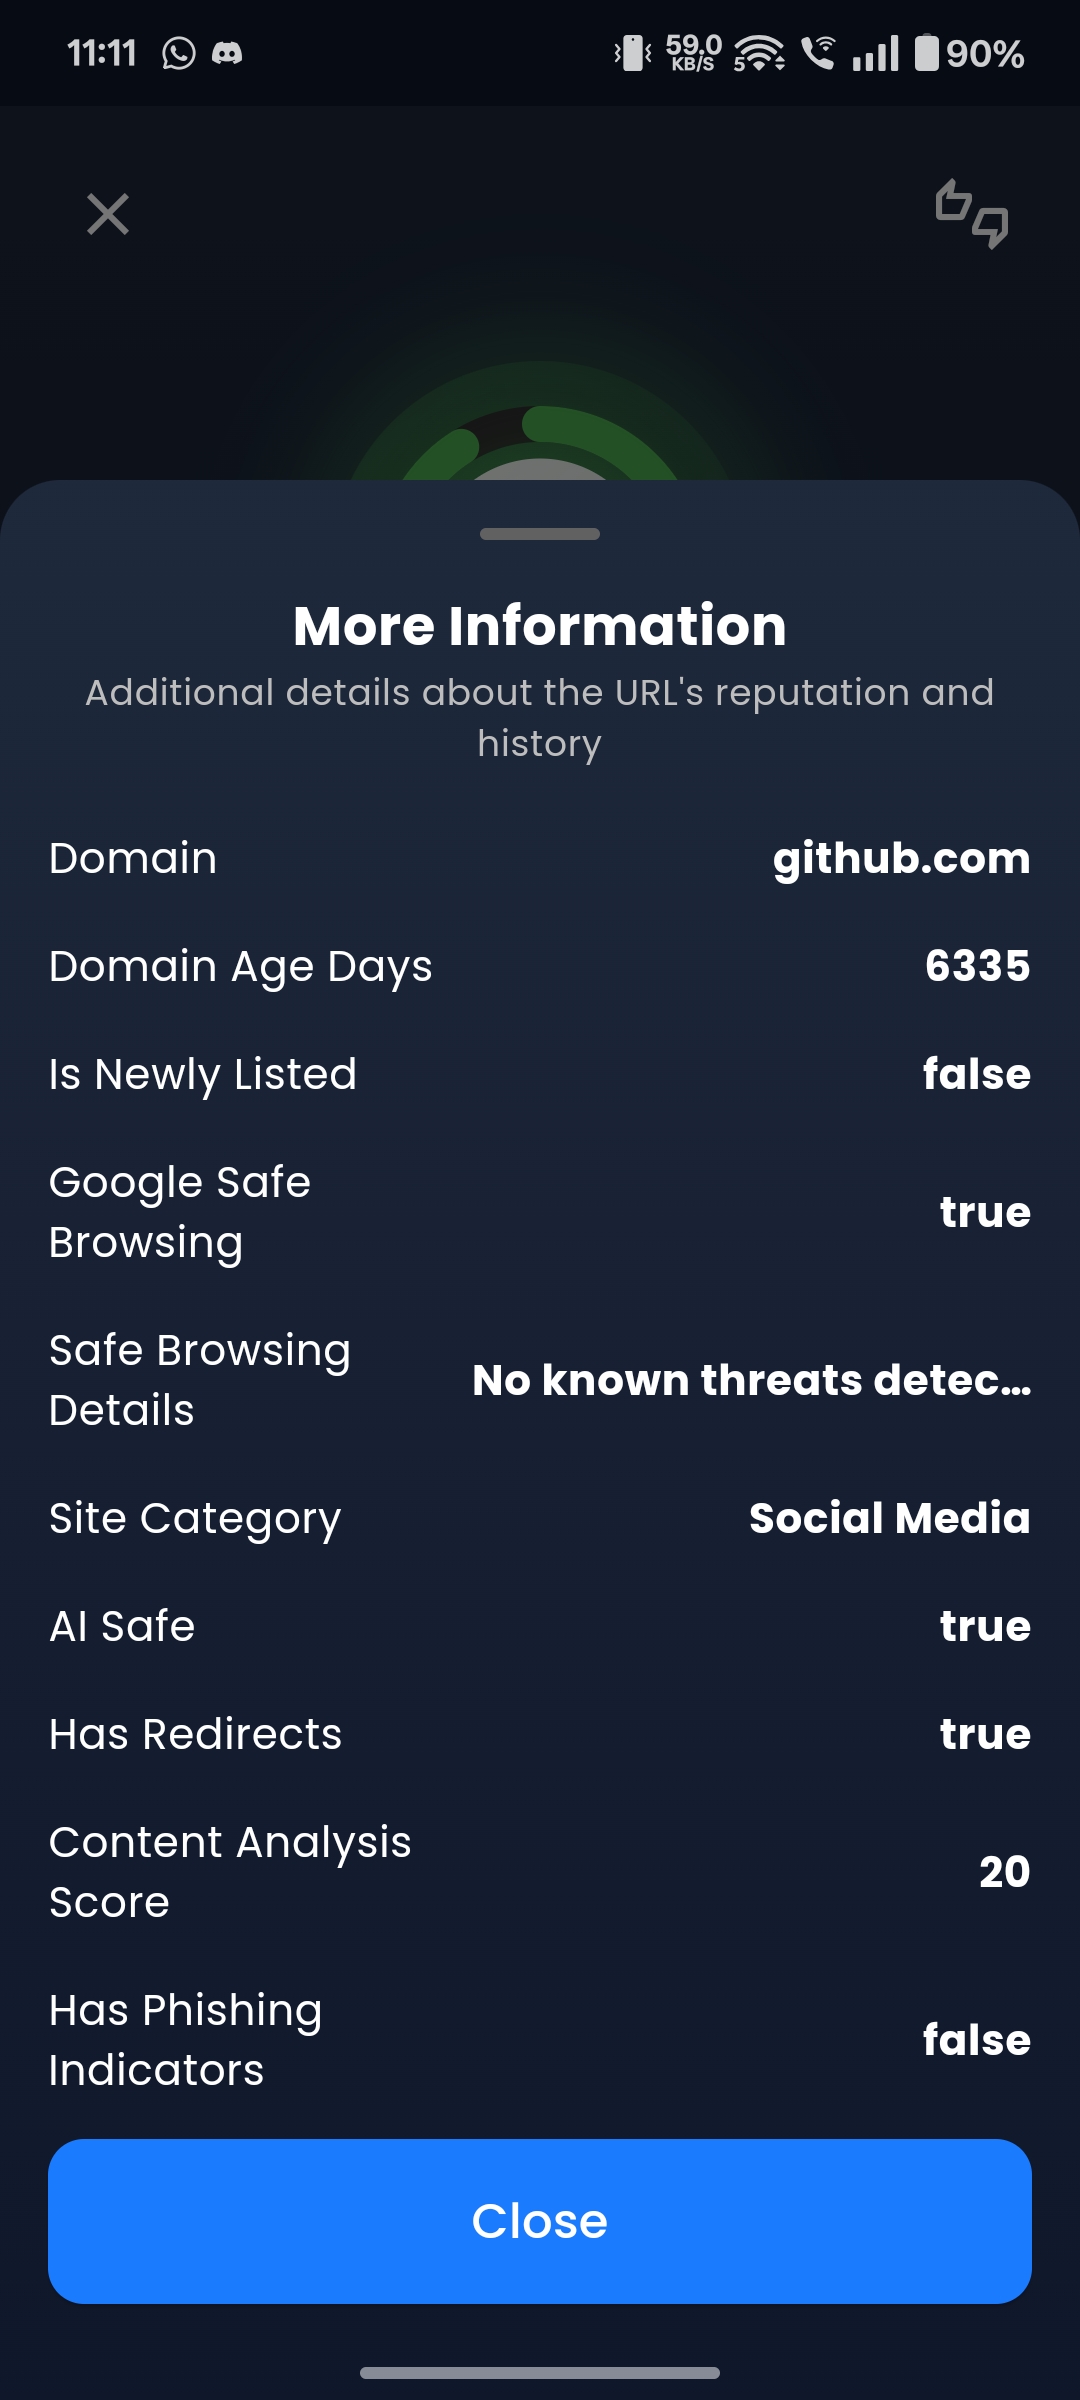 11:11
59.0
KB/S
5
90%
More Information
Additional details about the URL's reputation and
history
Domain
github.com
Domain Age Days
6335
Is Newly Listed
false
Google Safe
Browsing
true
Safe Browsing
Details
No known threats detec...
Site Category
Social Media
AI Safe
true
Has Redirects
true
Content Analysis
Score
20
Has Phishing
Indicators
false
Close